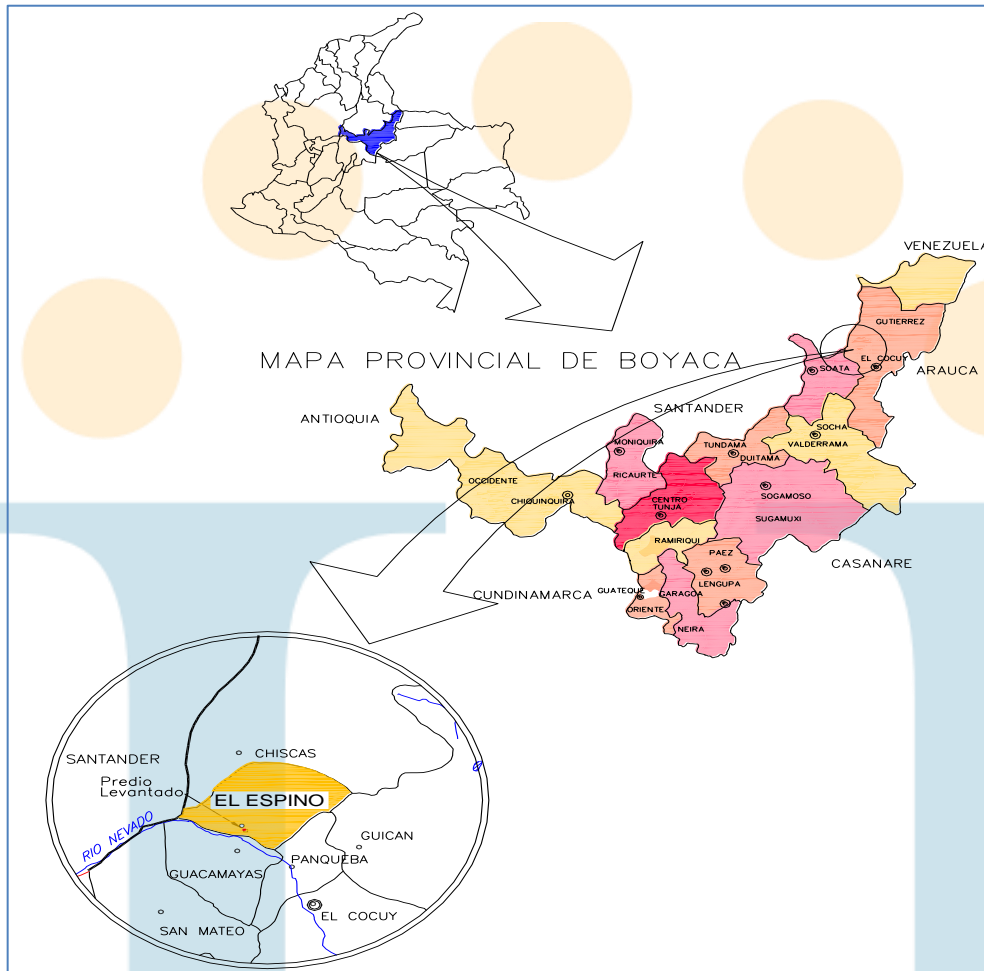 VENEZUELA
GUTIERREZ
MAPA PROVINCIAL DE BOYACA
EL COCUY
SOATA
ARAUCA
ANTIOQUIA
SANTANDER
SOCHA
VALDERRAMA
MONIQUIRA
TUNDAMA
DUITAMA
RICAURTE
OCCIDENTE
CHIQUINQUIRA
CENTRO
TUNJA
SOGAMOSO
SUGAMUXI
RAMIRIQUI
PAEZ
CASANARE
LENGUPA
CUNDINAMARCA
GUATEQUE
GARAGOA
ORIENTE
NEIRA
SANTANDER
CHISCAS
Predio
Levantado
EL ESPINO
RIO NEVADO
GUICAN
PANQUEBA
GUACAMAYAS
EL COCUY
SAN MATEO